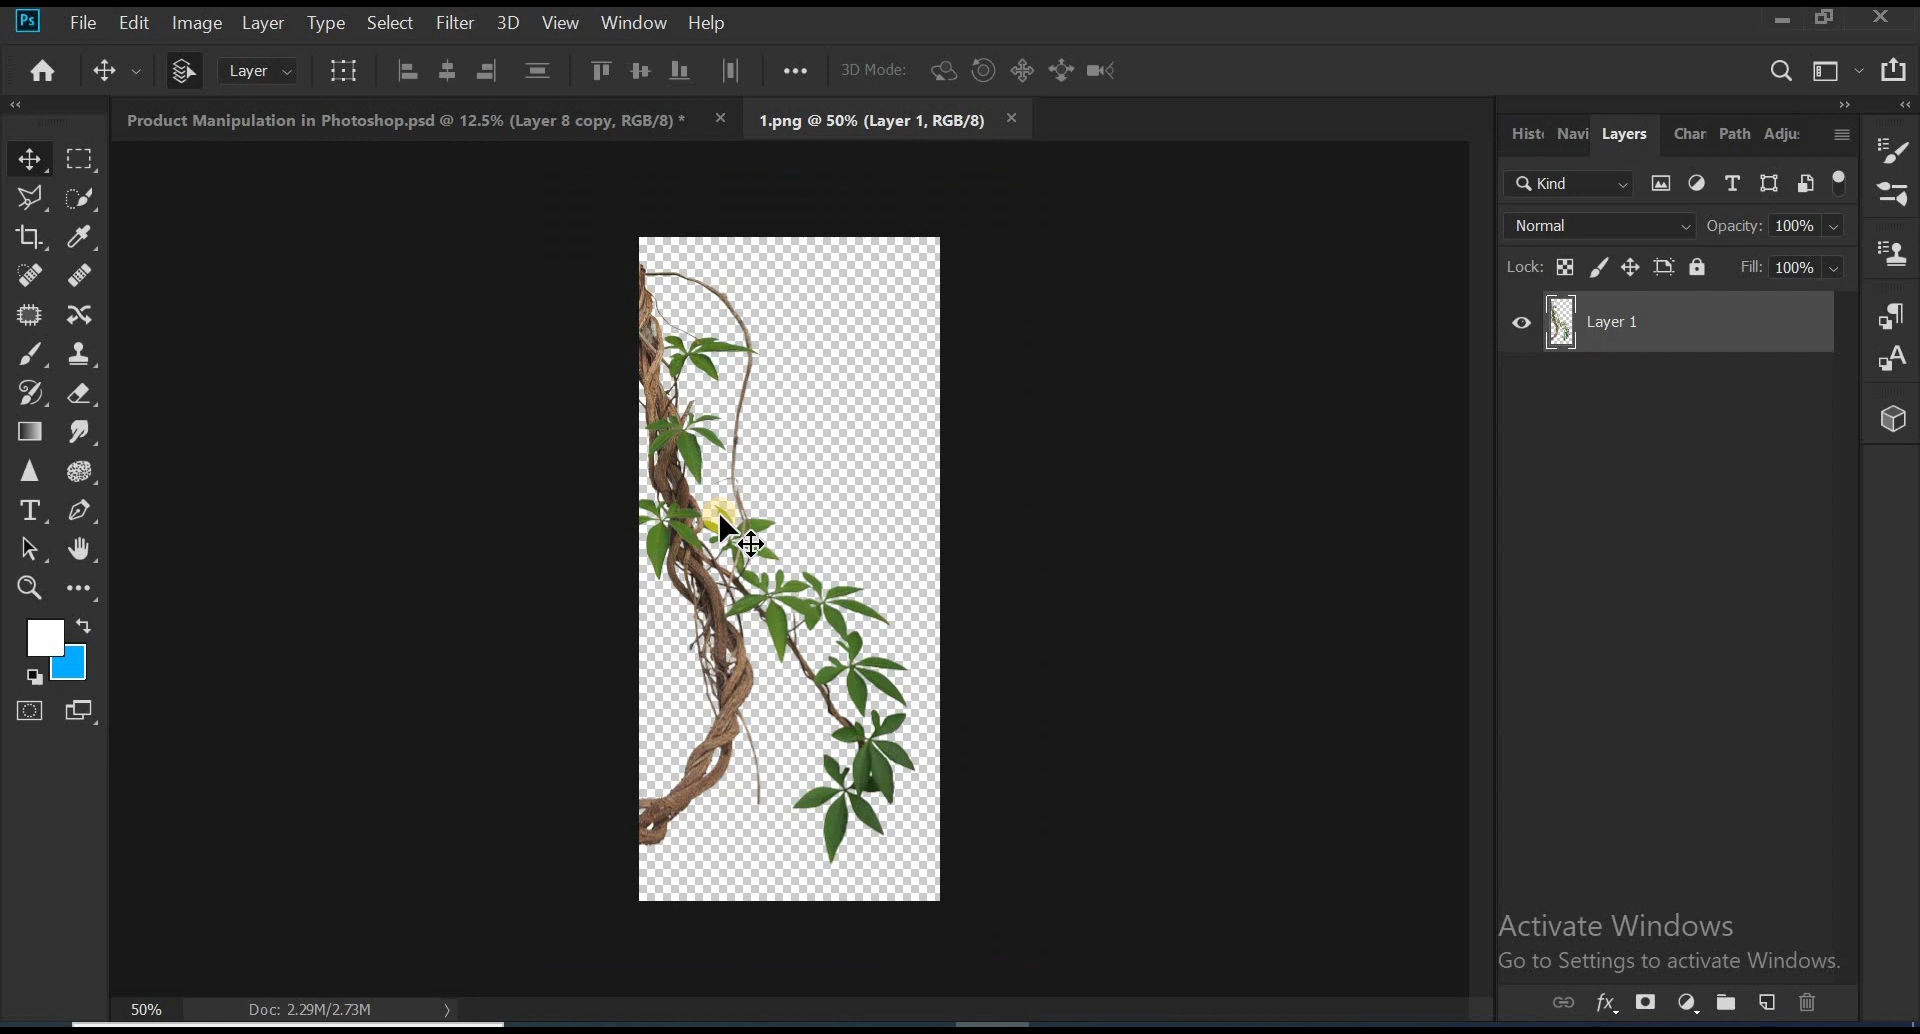 Ps File Edit Image Layer Type Select Filter 3D View Window Help
Layer 3D Mode:
Product Manipulation in Photoshop.psd @ 12.5% (Layer 8 copy, RGB/8) *
1.png @ 50% (Layer 1, RGB/8)
Hist Navi Layers Char Path Adju
Kind
Normal Opacity: 100%
Lock: Fill: 100%
Layer 1
Activate Windows
Go to Settings to activate Windows.
50% Doc: 2.29M/2.73M